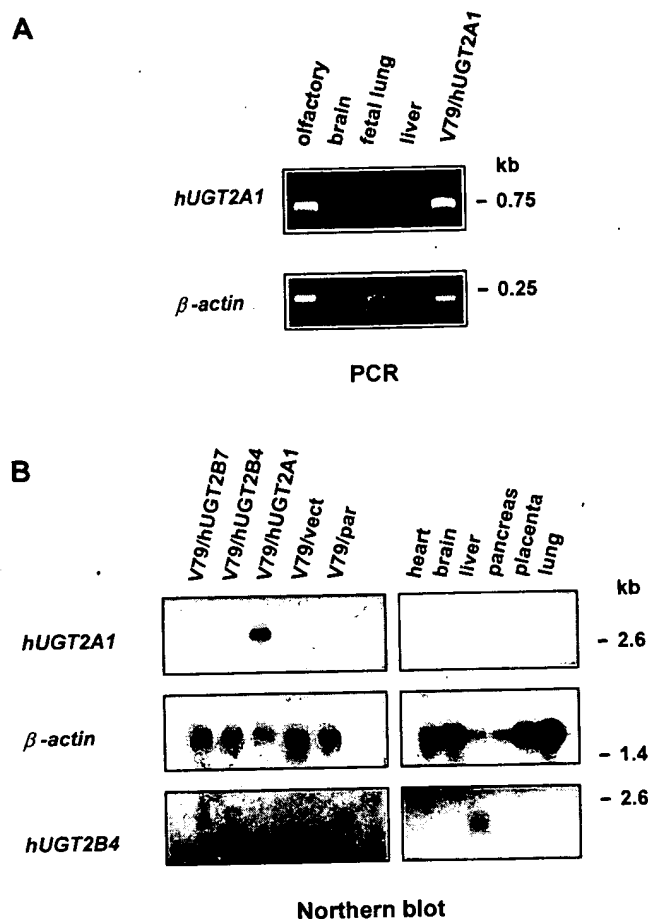 A
olfactory
brain
fetal lung
liver
V79/hUGT2A1
kb
hUGT2A1
- 0.75
- 0.25
β-actin
PCR
B
V79/hUGT2B7
V79/hUGT2B4
V79/hUGT2A1
V79/vect
V79/par
heart
brain
liver
pancreas
placenta
lung
kb
hUGT2A1
- 2.6
β-actin
- 1.4
- 2.6
hUGT2B4
Northern blot